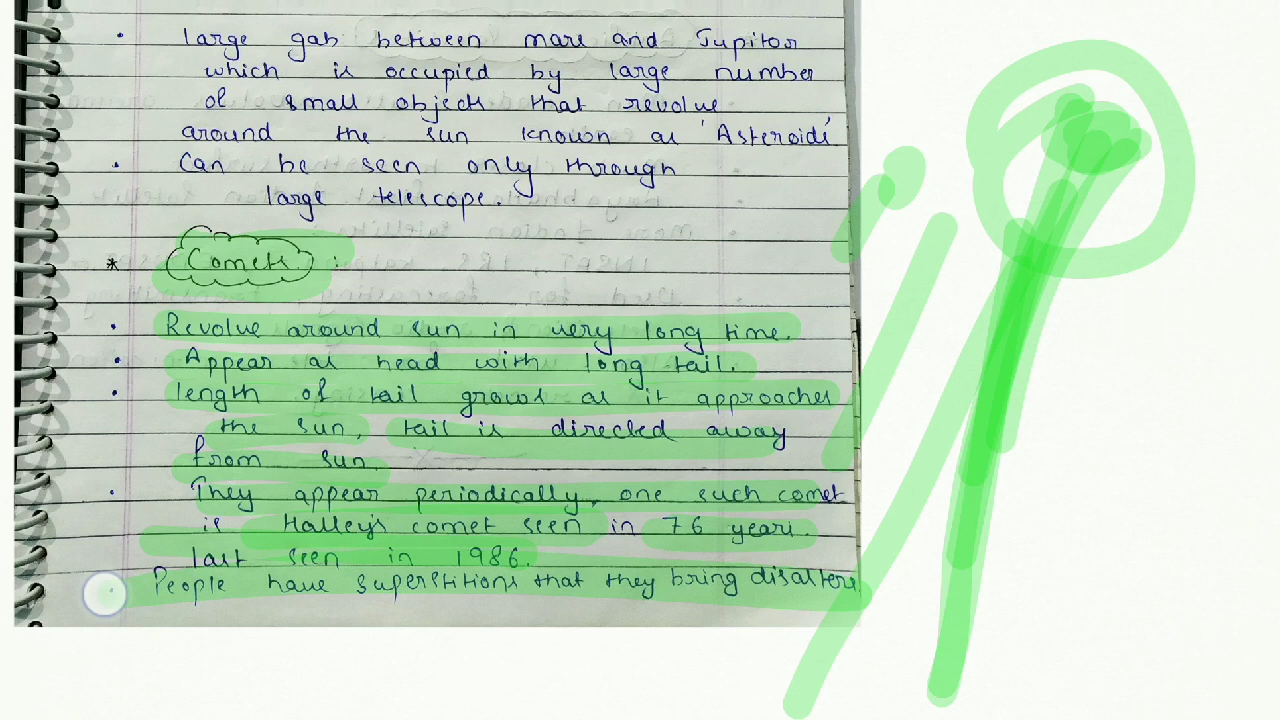 • large gab between mars and Jupitor
which is occupied by large number
of small objects that revolve
around the sun known as 'Asteroids'
• Can be seen only through
large telescope.
* Comets :
• Revolve around sun in very long time.
• Appear as head with long tail.
• length of tail grows as it approaches
the sun, tail is directed away
from sun
• They appear periodically, one such comet
is Halley's comet seen in 76 years.
last seen in 1986.
• People have superstitions that they bring disasters.